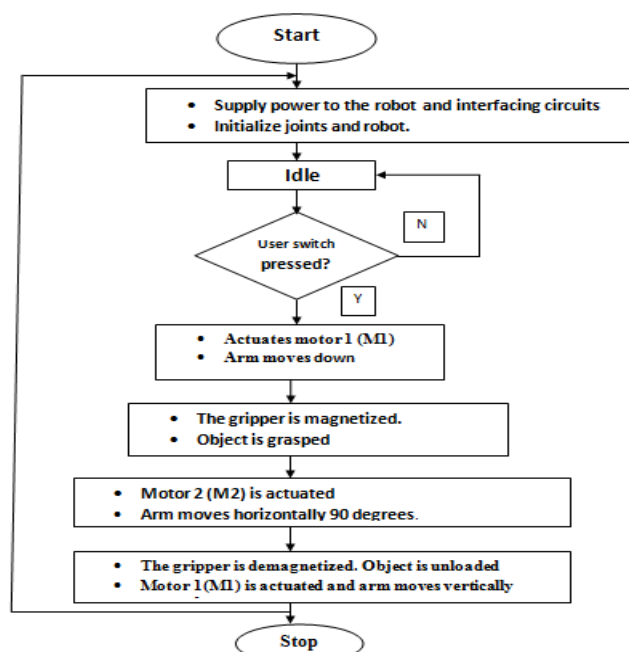 Start
• Supply power to the robot and interfacing circuits
• Initialize joints and robot.
Idle
N
User switch
pressed?
Y
• Actuates motor 1 (M1)
• Arm moves down
• The gripper is magnetized.
• Object is grasped
• Motor 2 (M2) is actuated
• Arm moves horizontally 90 degrees.
• The gripper is demagnetized. Object is unloaded
• Motor 1(M1) is actuated and arm moves vertically
Stop